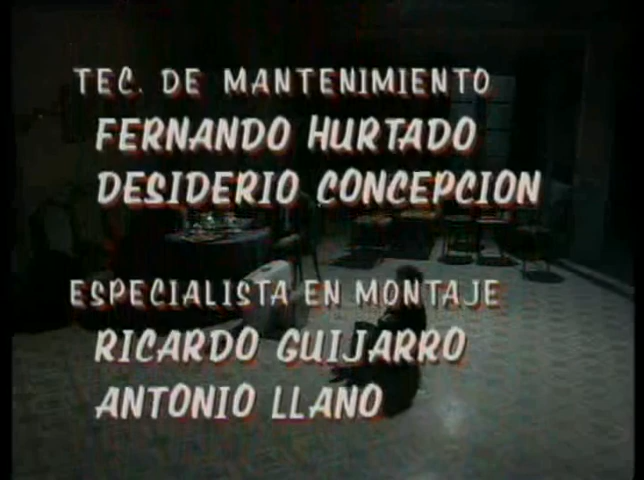 TEC. DE MANTENIMIENTO
FERNANDO HURTADO
DESIDERIO CONCEPCION
ESPECIALISTA EN MONTAJE
RICARDO GUIJARRO
ANTONIO LLANO